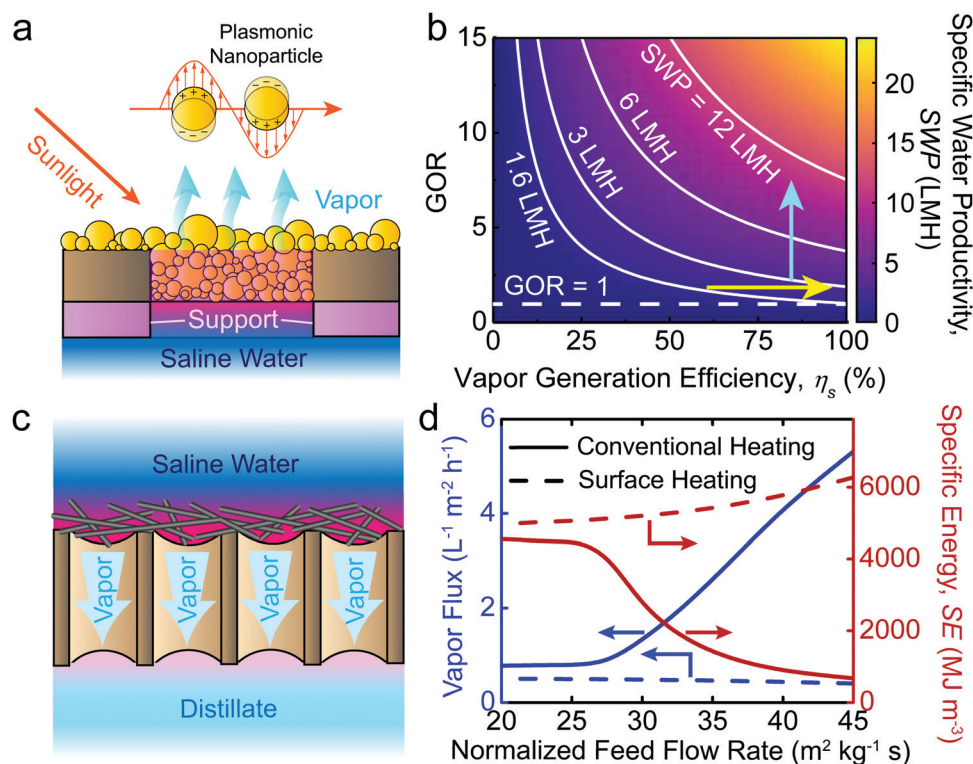 a
Plasmonic
Nanoparticle
+ + + +
− − −
− − −
+ + + +
Sunlight
Vapor
Support
Saline Water
b
15
10
5
0
GOR
SWP = 12 LMH
6 LMH
3 LMH
1.6 LMH
GOR = 1
0
25
50
75
100
Vapor Generation Efficiency, ηs (%)
20
15
10
5
0
Specific Water Productivity,
SWP (LMH)
c
Saline Water
Vapor
Vapor
Vapor
Vapor
Distillate
d
6
4
2
0
Vapor Flux (L-1 m-2 h-1)
Conventional Heating
Surface Heating
6000
4000
2000
0
Specific Energy, SE (MJ m-3)
20
25
30
35
40
45
Normalized Feed Flow Rate (m2 kg-1 s)